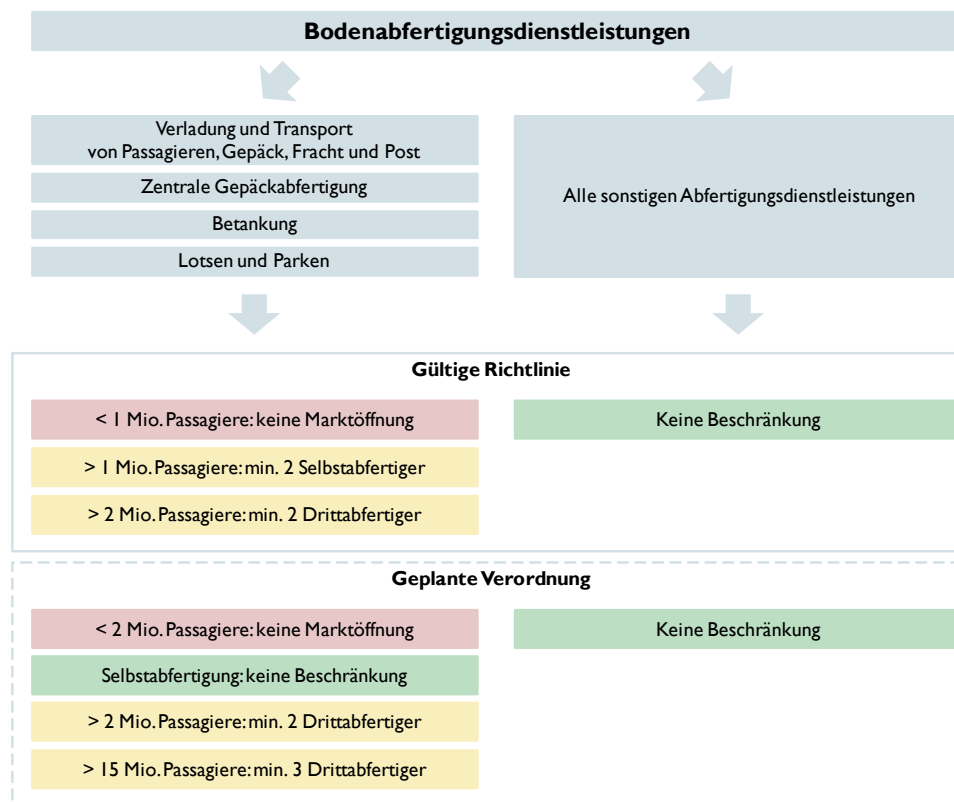 Bodenabfertigungsdienstleistungen
Verladung und Transport
von Passagieren, Gepäck, Fracht und Post
Zentrale Gepäckabfertigung
Betankung
Lotsen und Parken
Alle sonstigen Abfertigungsdienstleistungen
Gültige Richtlinie
< 1 Mio. Passagiere: keine Marktöffnung
> 1 Mio. Passagiere: min. 2 Selbstabfertiger
> 2 Mio. Passagiere: min. 2 Drittabfertiger
Keine Beschränkung
Geplante Verordnung
< 2 Mio. Passagiere: keine Marktöffnung
Selbstabfertigung: keine Beschränkung
> 2 Mio. Passagiere: min. 2 Drittabfertiger
> 15 Mio. Passagiere: min. 3 Drittabfertiger
Keine Beschränkung